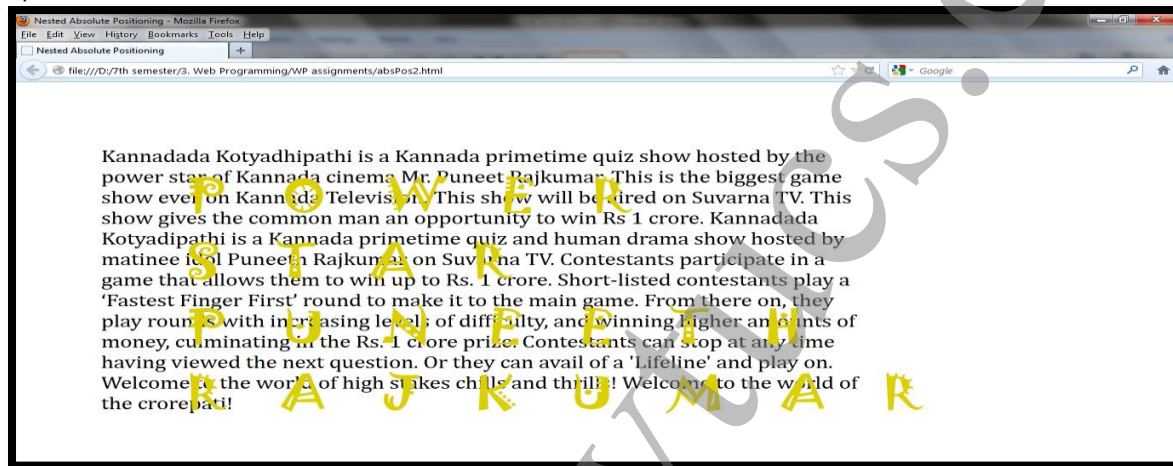 Nested Absolute Positioning - Mozilla Firefox
File Edit View History Bookmarks Tools Help
Nested Absolute Positioning +
file:///D:/7th semester/3. Web Programming/WP assignments/absPos2.html Google
Kannadada Kotyadhipathi is a Kannada primetime quiz show hosted by the
power star of Kannada cinema Mr. Puneet Rajkumar. This is the biggest game
show ever on Kannada Television. This show will be aired on Suvarna TV. This
show gives the common man an opportunity to win Rs 1 crore. Kannadada
Kotyadipathi is a Kannada primetime quiz and human drama show hosted by
matinee idol Puneeth Rajkumar on Suvarna TV. Contestants participate in a
game that allows them to win up to Rs. 1 crore. Short-listed contestants play a
‘Fastest Finger First’ round to make it to the main game. From there on, they
play rounds with increasing levels of difficulty, and winning higher amounts of
money, culminating in the Rs. 1 crore prize. Contestants can stop at any time
having viewed the next question. Or they can avail of a 'Lifeline' and play on.
Welcome to the world of high stakes chills and thrills! Welcome to the world of
the crorepati!
P O W E R
S T A R
P U N E E T H
R A J K U M A R